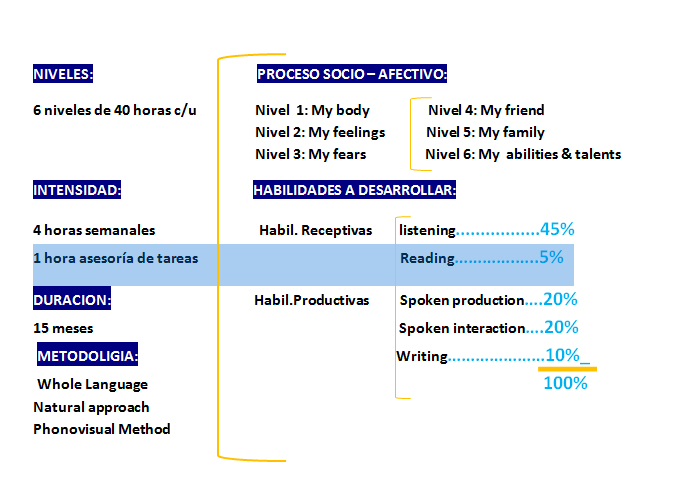 NIVELES:
6 niveles de 40 horas c/u
INTENSIDAD:
4 horas semanales
1 hora asesoría de tareas
DURACION:
15 meses
METODOLIGIA:
Whole Language
Natural approach
Phonovisual Method
PROCESO SOCIO – AFECTIVO:
Nivel 1: My body
Nivel 2: My feelings
Nivel 3: My fears
Nivel 4: My friend
Nivel 5: My family
Nivel 6: My abilities & talents
HABILIDADES A DESARROLLAR:
Habil. Receptivas
listening.................45%
Reading.................5%
Habil.Productivas
Spoken production....20%
Spoken interaction....20%
Writing....................10%_
100%